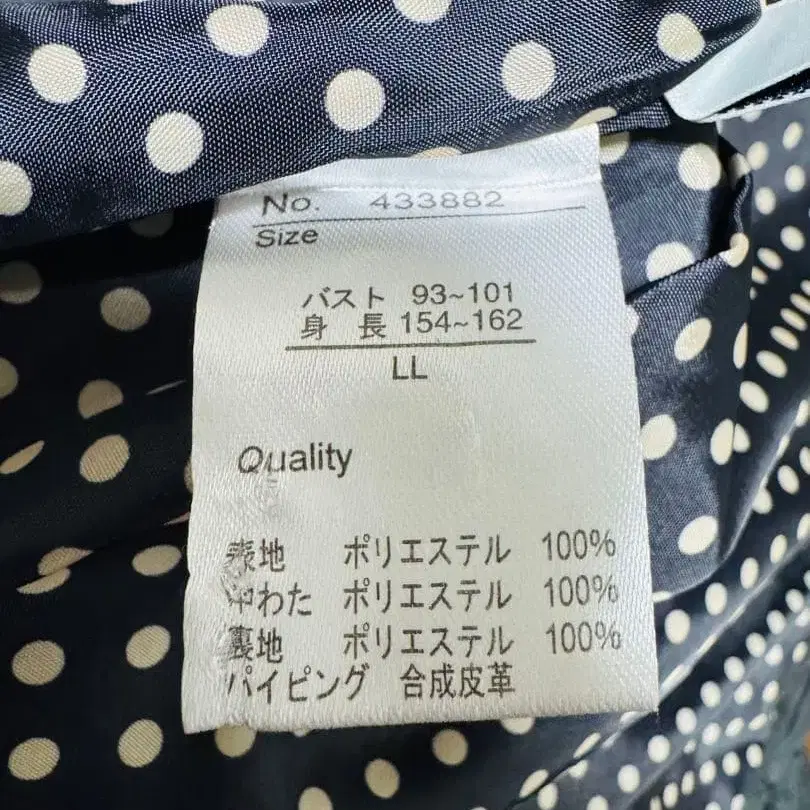 No. 433882
Size
バスト 93~101
身 長 154~162
LL
Quality
表地 ポリエステル 100%
中わた ポリエステル 100%
裏地 ポリエステル 100%
パイピング 合成皮革